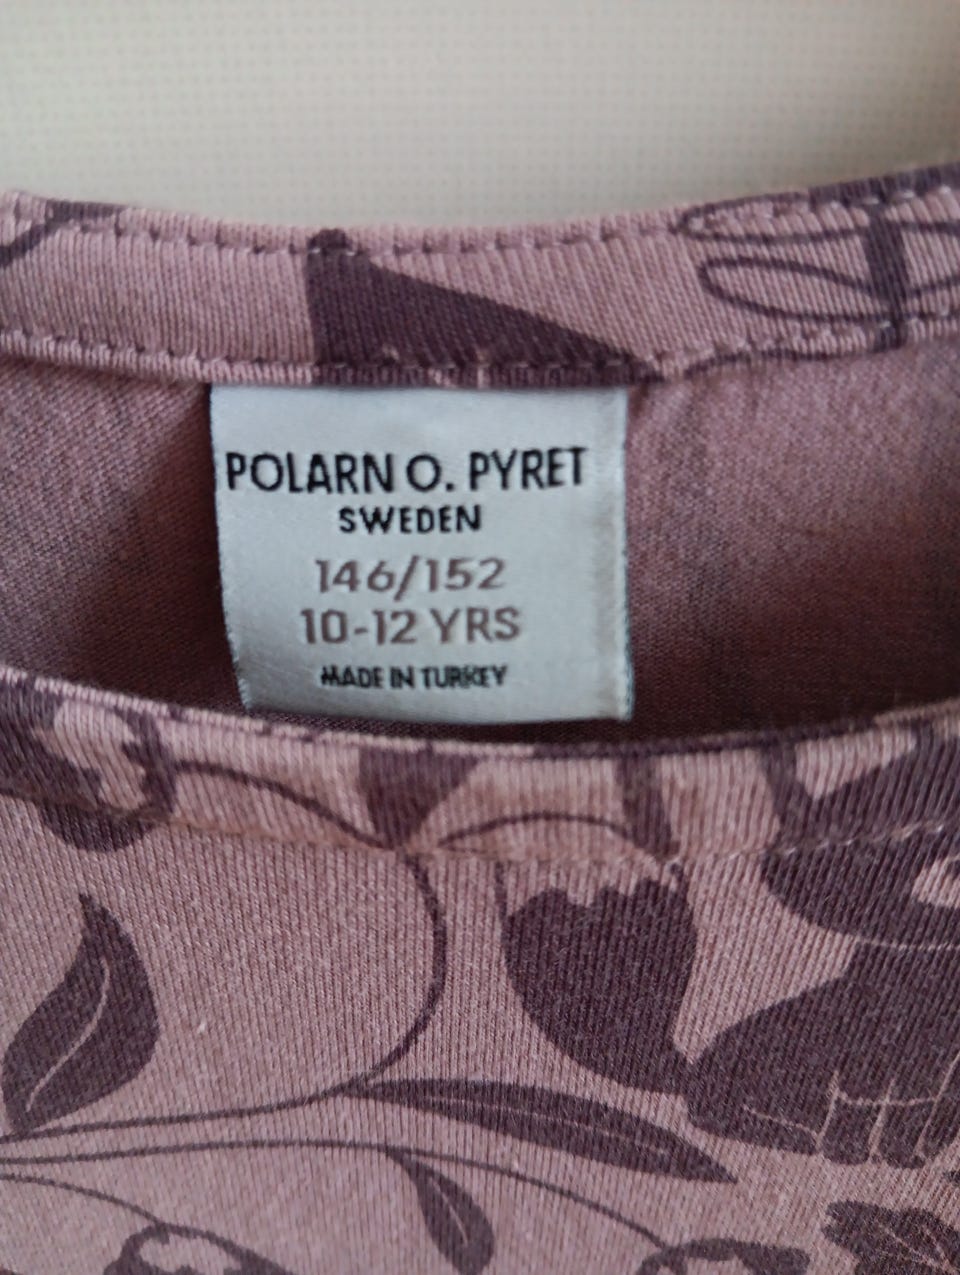 POLARN O. PYRET
SWEDEN
146/152
10-12 YRS
MADE IN TURKEY